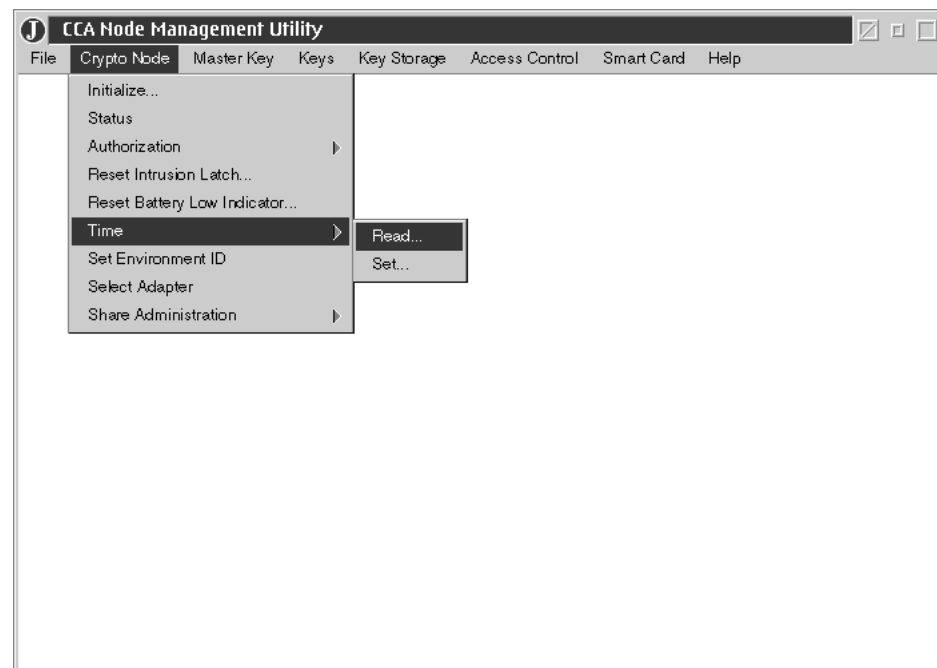 J CCA Node Management Utility
File Crypto Node Master Key Keys Key Storage Access Control Smart Card Help
Initialize...
Status
Authorization
Reset Intrusion Latch...
Reset Battery Low Indicator...
Time
Read...
Set Environment ID
Set...
Select Adapter
Share Administration